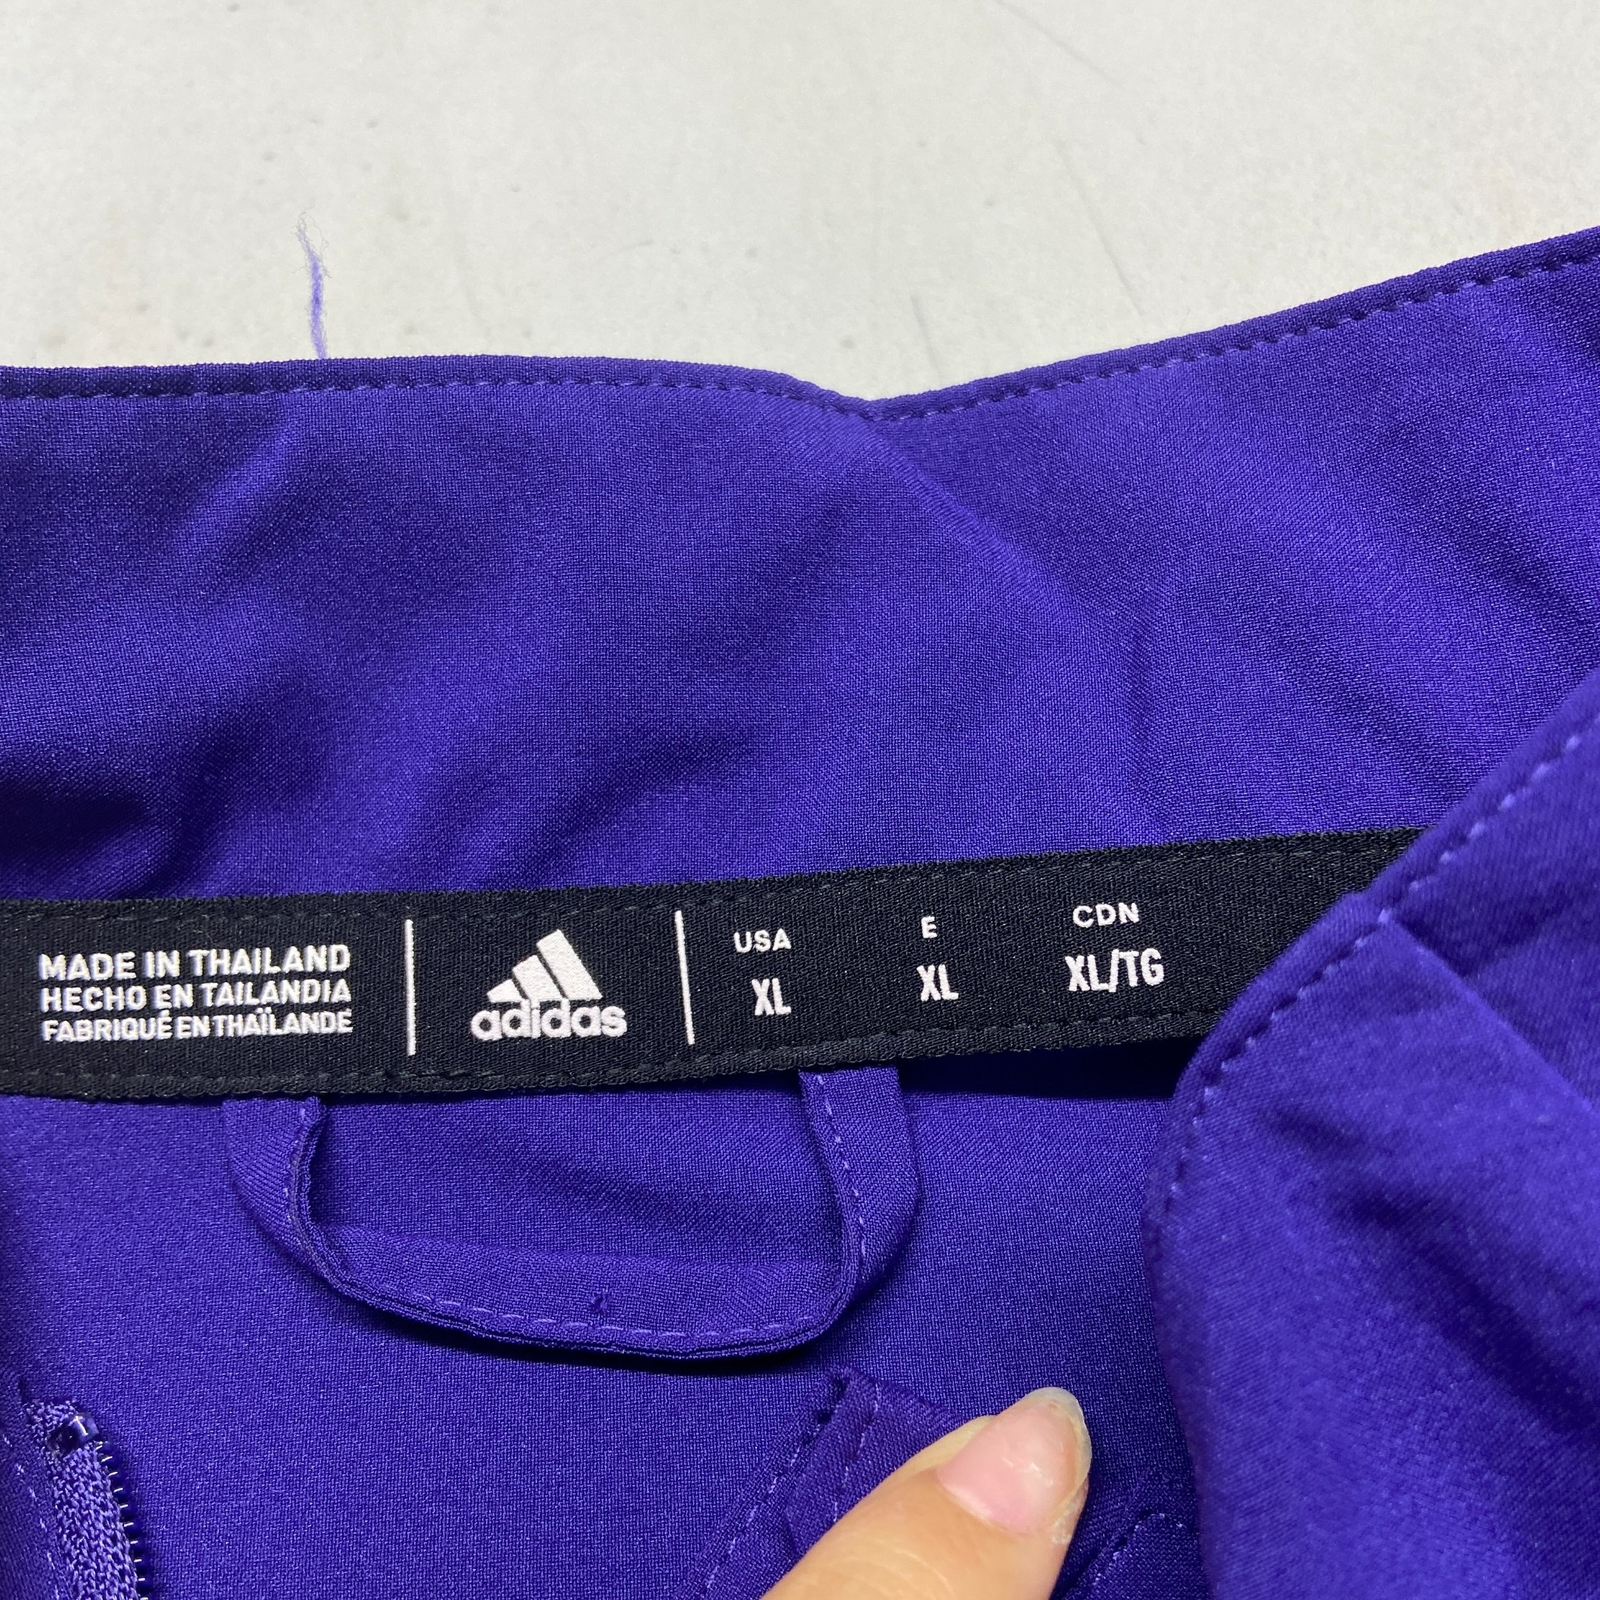 MADE IN THAILAND
HECHO EN TAILANDIA
FABRIQUÉ EN THAÏLANDE
adidas
USA E CDN
XL XL XL/TG